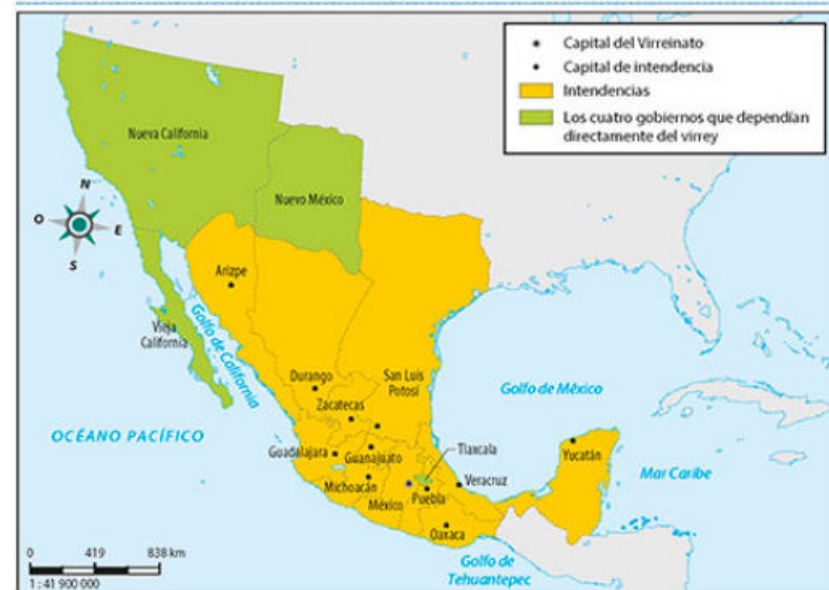 Capital del Virreinato
Capital de intendencia
Intendencias
Los cuatro gobiernos que dependían
directamente del virrey
Nueva California
Nuevo México
N
O
E
S
Arizpe
Vieja
California
Golfo de California
Durango
San Luis
Potosí
Zacatecas
Golfo de México
OCÉANO PACÍFICO
Guadalajara
Guanajuato
Tlaxcala
Yucatán
Michoacán
Veracruz
Mar Caribe
México
Puebla
Oaxaca
0 419 838 km
1 : 41 900 000
Golfo de
Tehuantepec